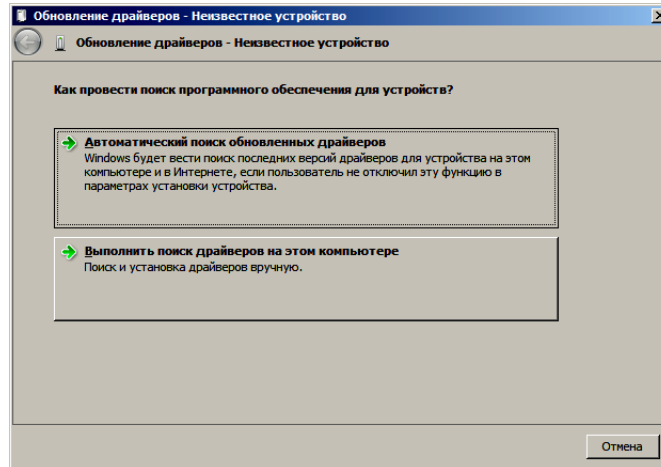 Обновление драйверов - Неизвестное устройство
Обновление драйверов - Неизвестное устройство
Как провести поиск программного обеспечения для устройств?
Автоматический поиск обновленных драйверов
Windows будет вести поиск последних версий драйверов для устройства на этом
компьютере и в Интернете, если пользователь не отключил эту функцию в
параметрах установки устройства.
Выполнить поиск драйверов на этом компьютере
Поиск и установка драйверов вручную.
Отмена